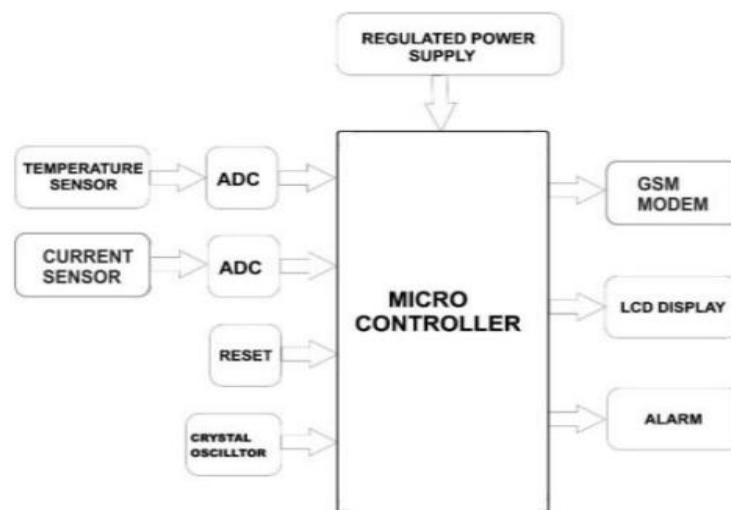 REGULATED POWER
SUPPLY
TEMPERATURE
SENSOR
ADC
GSM
MODEM
CURRENT
SENSOR
ADC
MICRO
CONTROLLER
LCD DISPLAY
RESET
ALARM
CRYSTAL
OSCILLTOR